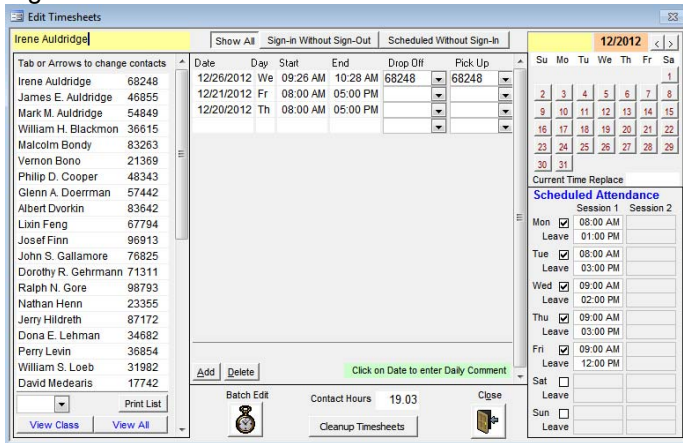 Edit Timesheets
Irene Auldridge
Show All Sign-in Without Sign-Out Scheduled Without Sign-In
12/2012 < >
Tab or Arrows to change contacts
Irene Auldridge 68248
James E. Auldridge 46855
Mark M. Auldridge 54849
William H. Blackmon 36615
Malcolm Bondy 83263
Vernon Bono 21369
Philip D. Cooper 48343
Glenn A. Doerrman 57442
Albert Dvorkin 83642
Lixin Feng 67794
Josef Finn 96913
John S. Gallamore 76825
Dorothy R. Gehrmann 71311
Ralph N. Gore 98793
Nathan Henn 23355
Jerry Hildreth 87172
Dona E. Lehman 34682
Perry Levin 36854
William S. Loeb 31982
David Medearis 17742
Print List
View Class View All
Date Day Start End Drop Off Pick Up
12/26/2012 We 09:26 AM 10:28 AM 68248 68248
12/21/2012 Fr 08:00 AM 05:00 PM
12/20/2012 Th 08:00 AM 05:00 PM
Add Delete Click on Date to enter Daily Comment
Batch Edit Contact Hours 19.03 Close
Cleanup Timesheets
Su Mo Tu We Th Fr Sa
1
2 3 4 5 6 7 8
9 10 11 12 13 14 15
16 17 18 19 20 21 22
23 24 25 26 27 28 29
30 31
Current Time Replace
Scheduled Attendance
Session 1 Session 2
Mon 08:00 AM
Leave 01:00 PM
Tue 08:00 AM
Leave 03:00 PM
Wed 09:00 AM
Leave 02:00 PM
Thu 09:00 AM
Leave 03:00 PM
Fri 09:00 AM
Leave 12:00 PM
Sat
Leave
Sun
Leave